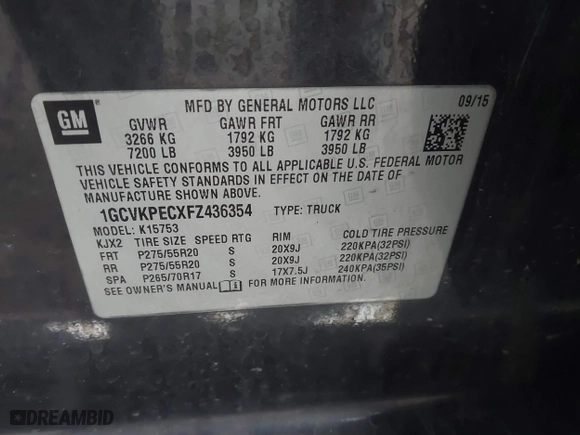 GM
MFD BY GENERAL MOTORS LLC
09/15
GVWR GAWR FRT GAWR RR
3266 KG 1792 KG 1792 KG
7200 LB 3950 LB 3950 LB
THIS VEHICLE CONFORMS TO ALL APPLICABLE U.S. FEDERAL MOTOR
VEHICLE SAFETY STANDARDS IN EFFECT ON THE DATE OF
MANUFACTURE SHOWN ABOVE.
1GCVKPECXFZ436354 TYPE: TRUCK
MODEL: K15753
KJX2 TIRE SIZE SPEED RTG RIM COLD TIRE PRESSURE
FRT P275/55R20 S 20X9J 220KPA(32PSI)
RR P275/55R20 S 20X9J 220KPA(32PSI)
SPA P265/70R17 S 17X7.5J 240KPA(35PSI)
SEE OWNER'S MANUAL FOR MORE INFORMATION.
DREAMBID